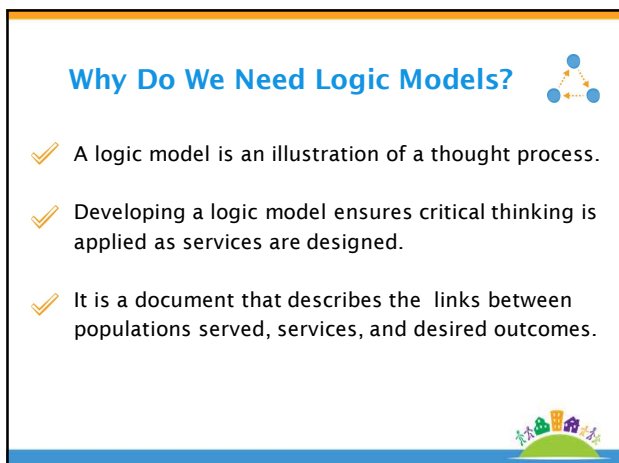 Why Do We Need Logic Models?
A logic model is an illustration of a thought process.
Developing a logic model ensures critical thinking is
applied as services are designed.
It is a document that describes the  links between
populations served, services, and desired outcomes.